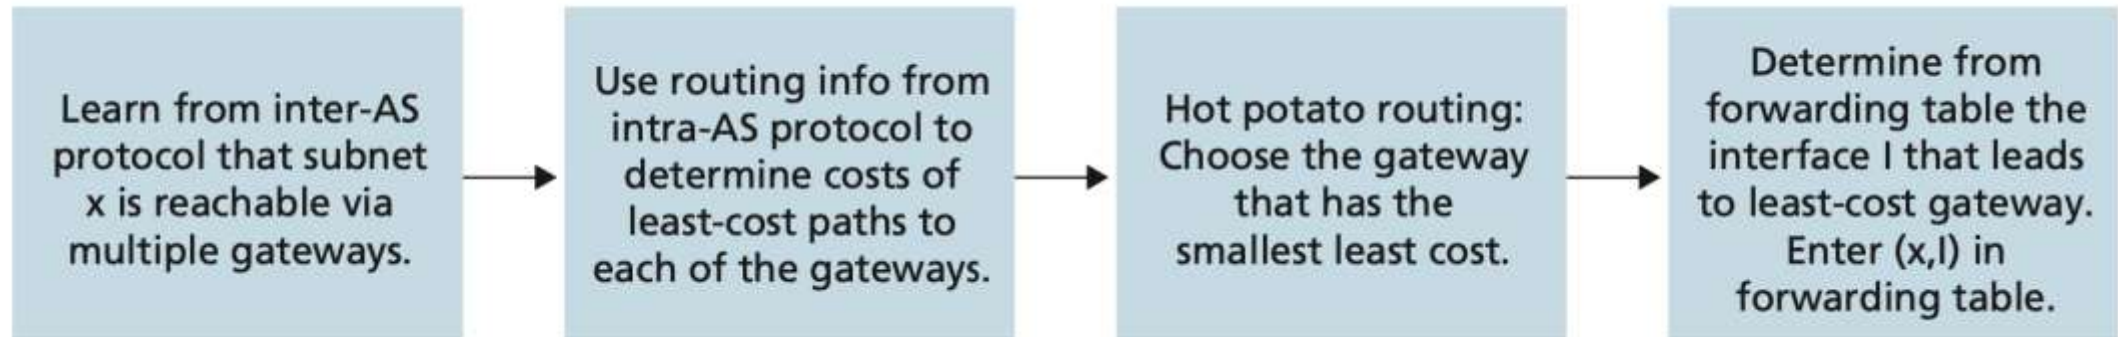 Learn from inter-AS
protocol that subnet
x is reachable via
multiple gateways.
Use routing info from
intra-AS protocol to
determine costs of
least-cost paths to
each of the gateways.
Hot potato routing:
Choose the gateway
that has the
smallest least cost.
Determine from
forwarding table the
interface I that leads
to least-cost gateway.
Enter (x,I) in
forwarding table.